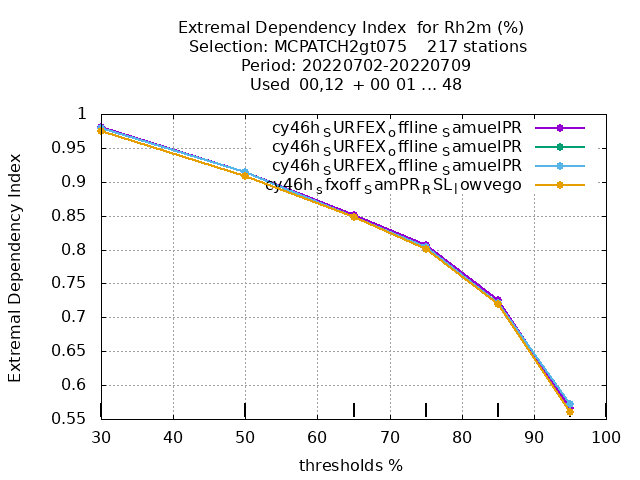 Extremal Dependency Index  for Rh2m (%)
Selection: MCPATCH2gt075    217 stations
Period: 20220702-20220709
Used  00,12  + 00 01 ... 48
Extremal Dependency Index
1
0.95
0.9
0.85
0.8
0.75
0.7
0.65
0.6
0.55
cy46h_SURFEX_offline_SamuelPR
cy46h_SURFEX_offline_SamuelPR
cy46h_SURFEX_offline_SamuelPR
cy46h_sfxoff_SamPR_RSL_lowvego
30 40 50 60 70 80 90 100
thresholds %